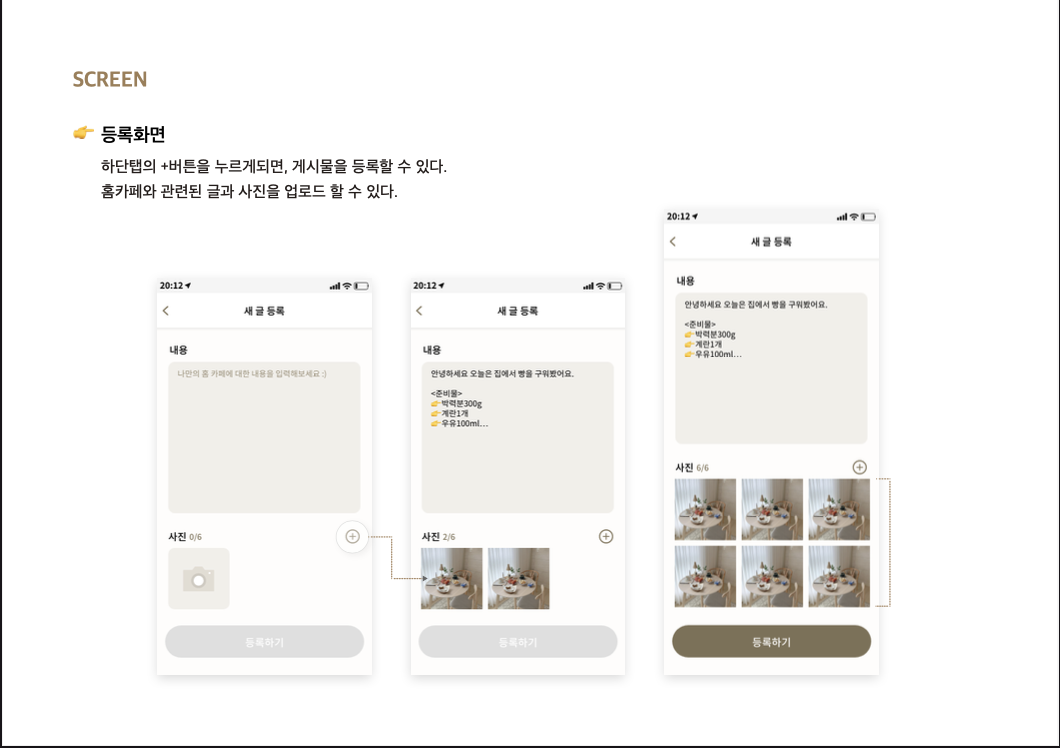 SCREEN
👉 등록화면
하단탭의 +버튼을 누르게되면, 게시물을 등록할 수 있다.
홈카페와 관련된 글과 사진을 업로드 할 수 있다.
20:12
새 글 등록
내용
나만의 홈 카페에 대한 내용을 입력해보세요 :)
사진 0/6
등록하기
20:12
새 글 등록
내용
안녕하세요 오늘은 집에서 빵을 구워봤어요.
<준비물>
👉박력분300g
👉계란1개
👉우유100ml...
사진 2/6
등록하기
20:12
새 글 등록
내용
안녕하세요 오늘은 집에서 빵을 구워봤어요.
<준비물>
👉박력분300g
👉계란1개
👉우유100ml...
사진 6/6
등록하기